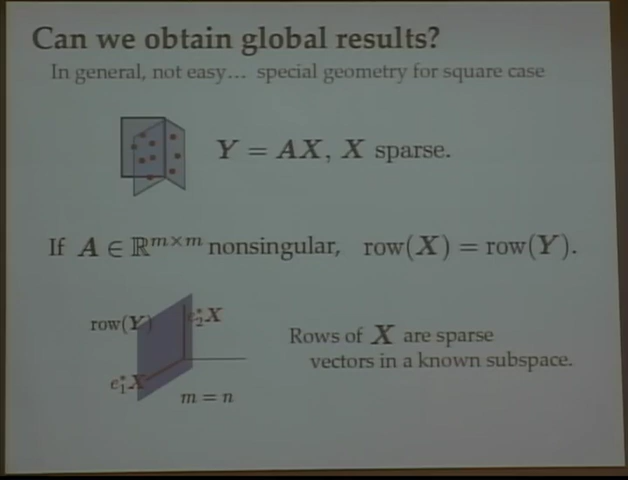 Can we obtain global results?
In general, not easy... special geometry for square case
Y = AX, X sparse.
If A ∈ ℝ^{m×m} nonsingular, row(X) = row(Y).
row(Y)
e₂*X
Rows of X are sparse
vectors in a known subspace.
e₁*X
m = n